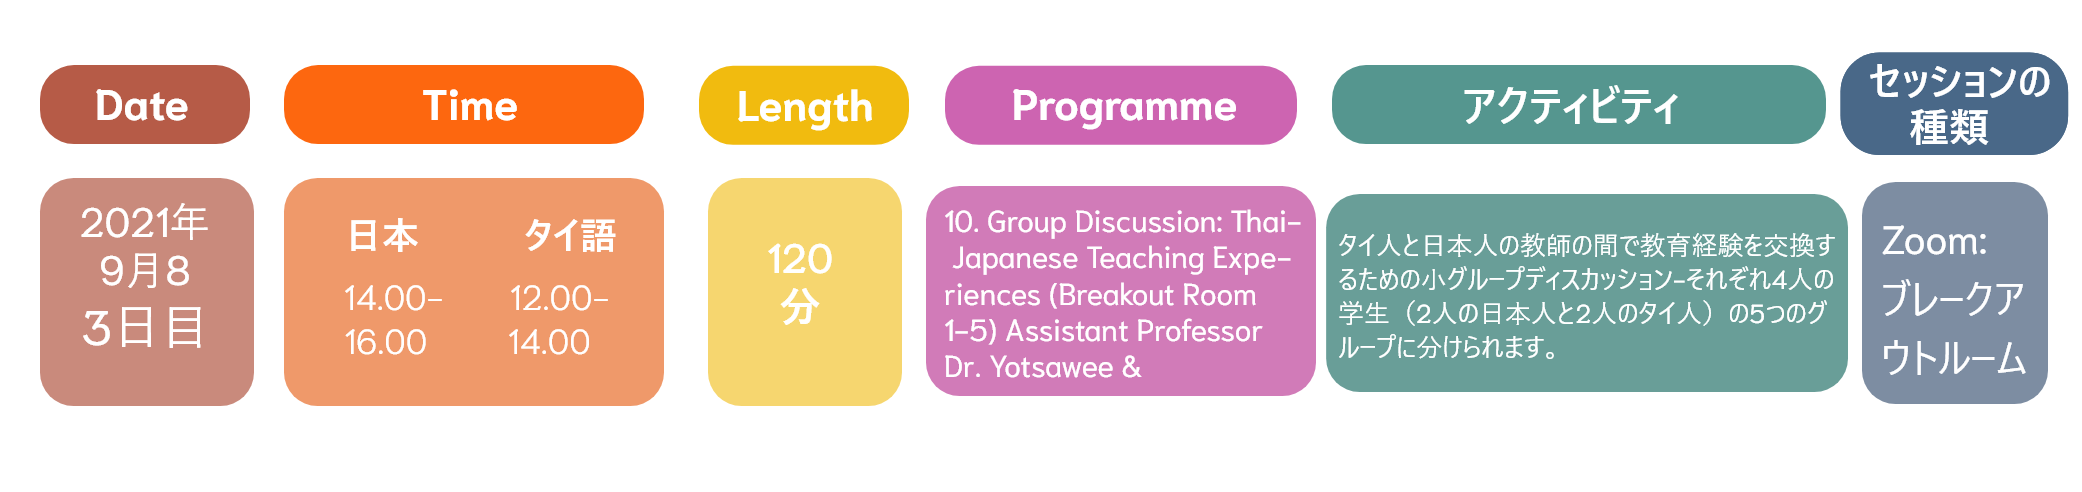 Date
Time
Length
Programme
アクティビティ
セッションの
種類
2021年
9月8
3日目
日本
14.00-
16.00
タイ語
12.00-
14.00
120
分
10. Group Discussion: Thai-
Japanese Teaching Expe-
riences (Breakout Room
1-5) Assistant Professor
Dr. Yotsawee &
タイ人と日本人の教師の間で教育経験を交換す
るための小グループディスカッション-それぞれ4人の
学生（2人の日本人と2人のタイ人）の5つのグ
ループに分けられます。
Zoom:
ブレークア
ウトルーム